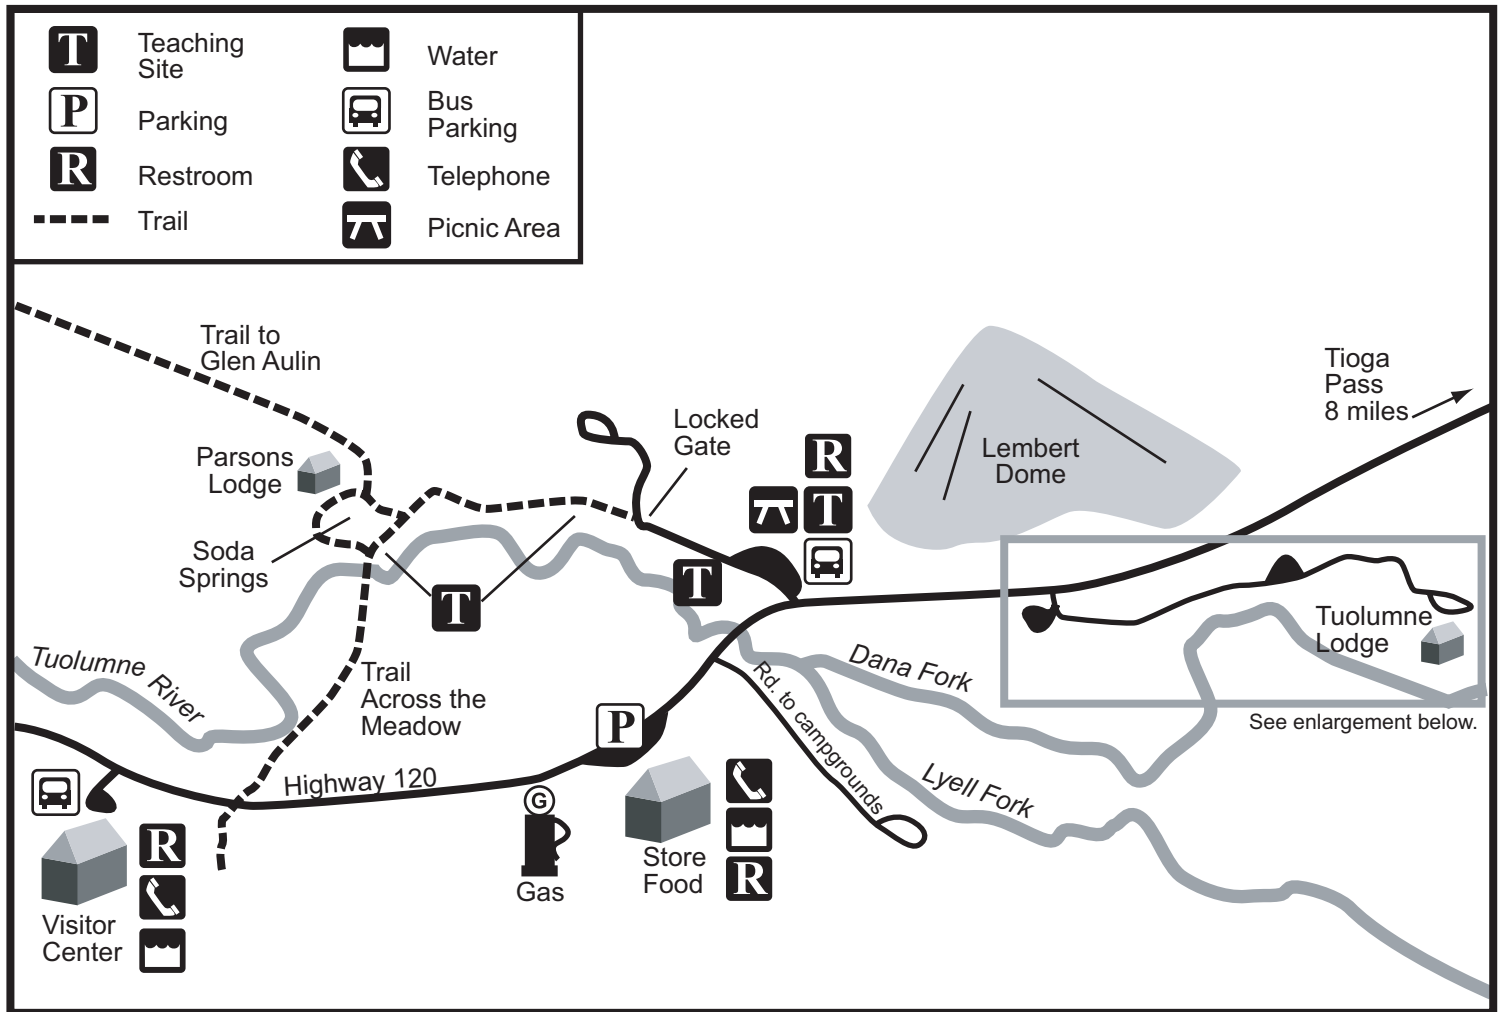 T
Teaching
Site
Water
P
Parking
Bus
Parking
R
Restroom
Telephone
Trail
Picnic Area
Trail to
Glen Aulin
Tioga
Pass
8 miles
Locked
Gate
Parsons
Lodge
R
Lembert
Dome
T
Soda
Springs
T
T
Tuolumne
Lodge
Tuolumne River
Trail
Across the
Meadow
Dana Fork
Rd. to campgrounds
See enlargement below.
P
Highway 120
Lyell Fork
G
Gas
Store
Food
R
R
Visitor
Center